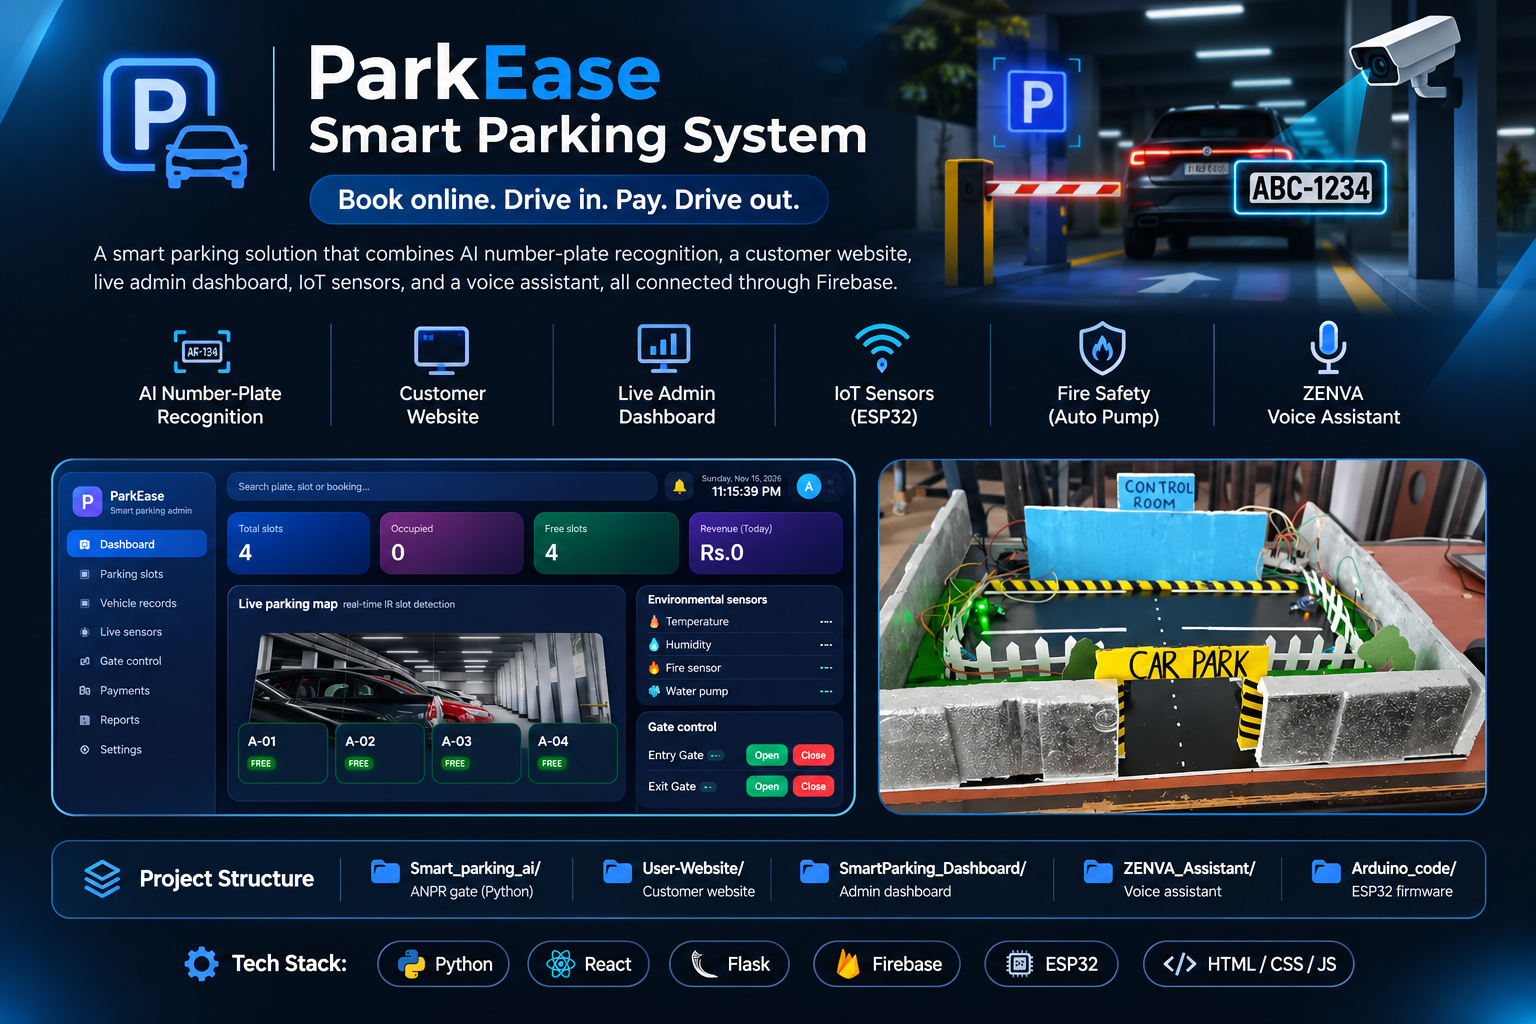 P
ParkEase
Smart Parking System
Book online. Drive in. Pay. Drive out.
A smart parking solution that combines AI number-plate recognition, a customer website,
live admin dashboard, IoT sensors, and a voice assistant, all connected through Firebase.
P
ABC-1234
AI Number-Plate
Recognition
Customer
Website
Live Admin
Dashboard
IoT Sensors
(ESP32)
Fire Safety
(Auto Pump)
ZENVA
Voice Assistant
P
ParkEase
Smart parking admin
Dashboard
Parking slots
Vehicle records
Live sensors
Gate control
Payments
Reports
Settings
Search plate, slot or booking...
Sunday, Nov 15, 2026
11:15:39 PM
A
Total slots
4
Occupied
0
Free slots
4
Revenue (Today)
Rs.0
Live parking map real-time IR slot detection
A-01
FREE
A-02
FREE
A-03
FREE
A-04
FREE
Environmental sensors
Temperature ---
Humidity ---
Fire sensor ---
Water pump ---
Gate control
Entry Gate --- Open Close
Exit Gate -- Open Close
CONTROL
ROOM
CAR PARK
Project Structure
Smart_parking_ai/
ANPR gate (Python)
User-Website/
Customer website
SmartParking_Dashboard/
Admin dashboard
ZENVA_Assistant/
Voice assistant
Arduino_code/
ESP32 firmware
Tech Stack:
Python
React
Flask
Firebase
ESP32
</> HTML / CSS / JS